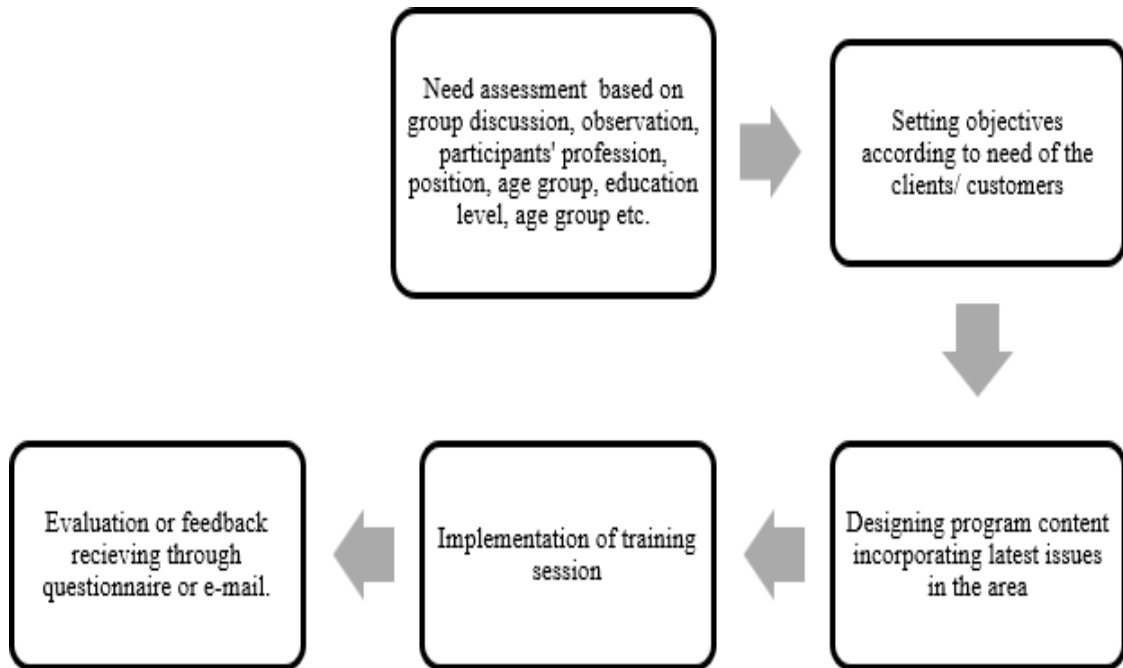 Need assessment based on
group discussion, observation,
participants' profession,
position, age group, education
level, age group etc.
Setting objectives
according to need of the
clients/ customers
Designing program content
incorporating latest issues
in the area
Implementation of training
session
Evaluation or feedback
recieving through
questionnaire or e-mail.